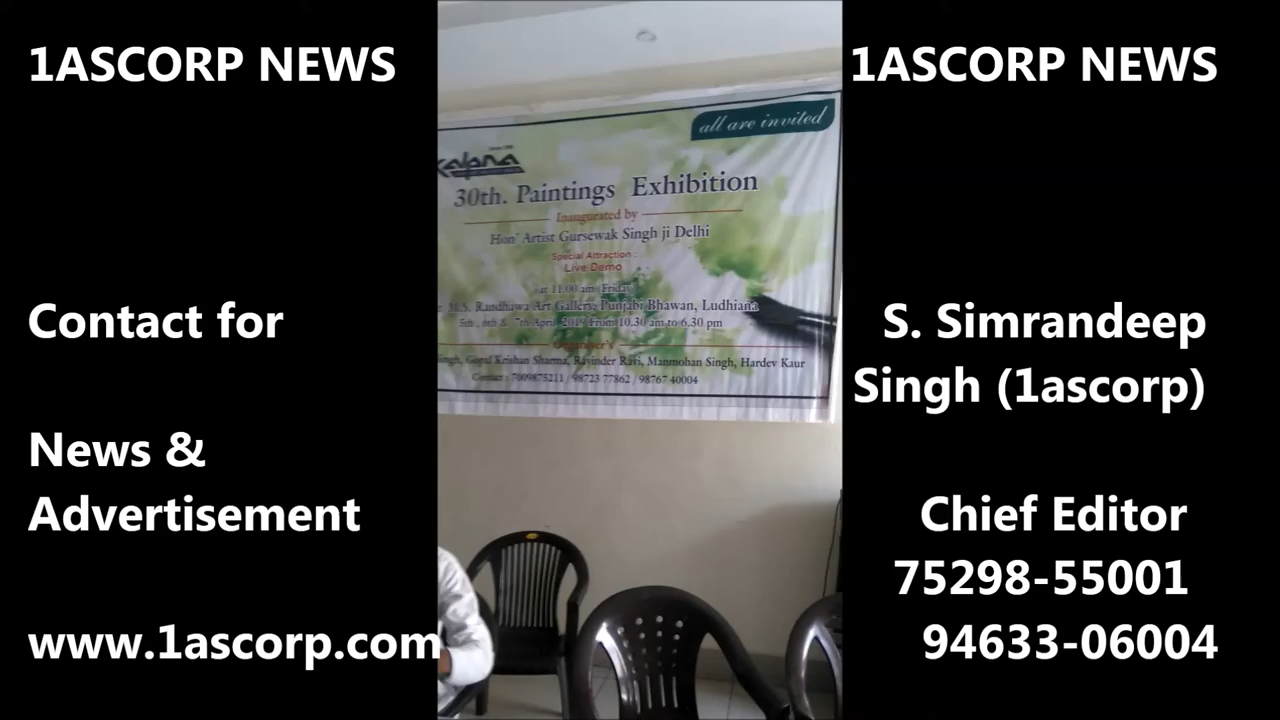 1ASCORP NEWS
Contact for
News &
Advertisement
www.1ascorp.com
all are invited
kalpna
30th. Paintings Exhibition
Inaugurated by
Hon' Artist Gursewak Singh ji Delhi
Special Attraction :
Live Demo
at 11.00 am (Friday)
M.S. Randhawa Art Gallery, Punjabi Bhawan, Ludhiana
5th, 6th & 7th April, 2019 From 10.30 am to 6.30 pm
Organiser's
Singh, Gopal Krishan Sharma, Ravinder Ravi, Manmohan Singh, Hardev Kaur
Contact : 7009875211 / 98723 77862 / 98767 40004
1ASCORP NEWS
S. Simrandeep
Singh (1ascorp)
Chief Editor
75298-55001
94633-06004